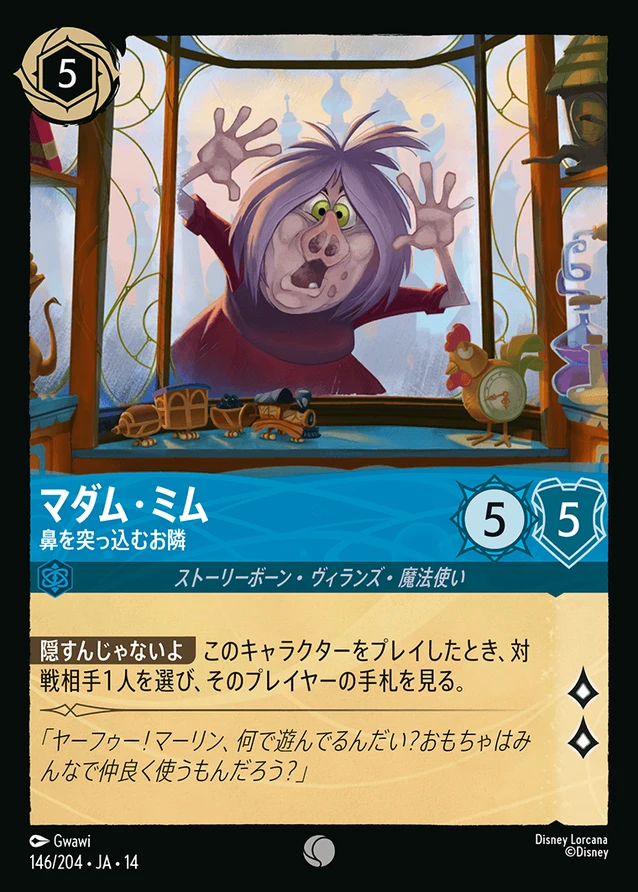 5
マダム・ミム
鼻を突っ込むお隣
5
5
ストーリーボーン・ヴィランズ・魔法使い
隠すんじゃないよ このキャラクターをプレイしたとき、対
戦相手1人を選び、そのプレイヤーの手札を見る。
「ヤーフゥー!マーリン、何で遊んでるんだい?おもちゃはみ
んなで仲良く使うもんだろう?」
Gwawi
146/204・JA・14
Disney Lorcana
©Disney